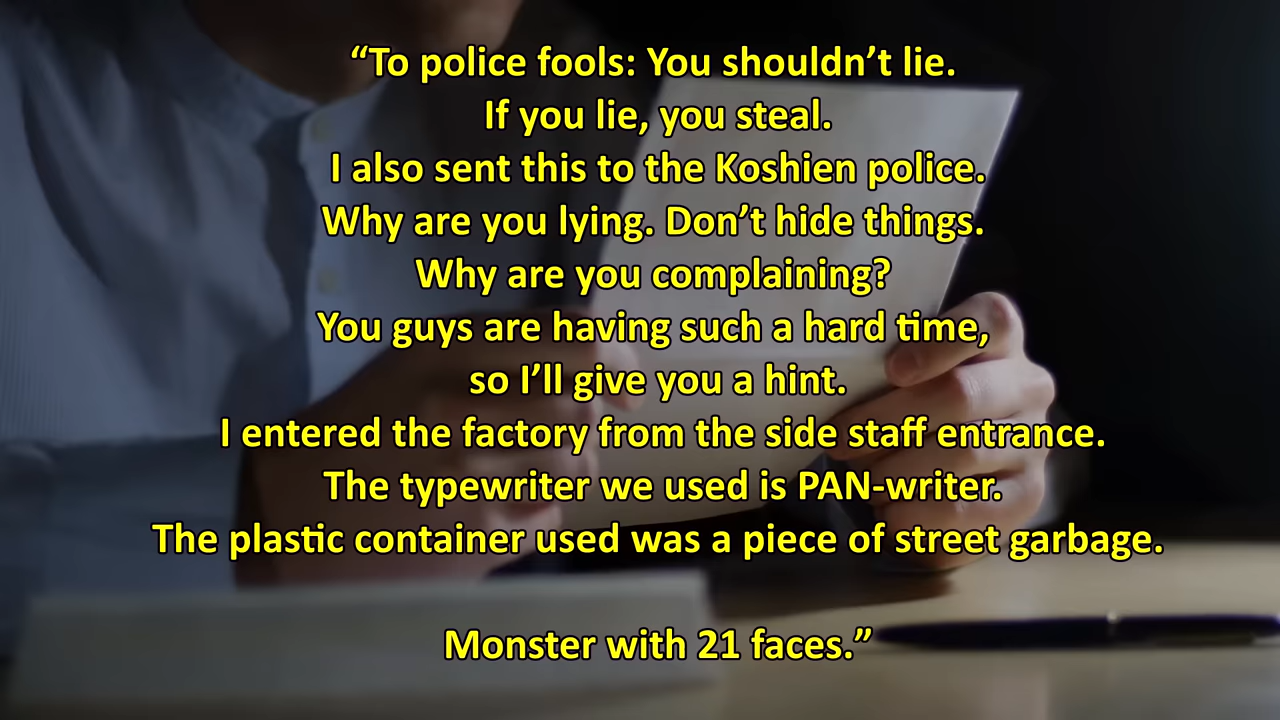 “To police fools: You shouldn’t lie.
If you lie, you steal.
I also sent this to the Koshien police.
Why are you lying. Don’t hide things.
Why are you complaining?
You guys are having such a hard time,
so I’ll give you a hint.
I entered the factory from the side staff entrance.
The typewriter we used is PAN-writer.
The plastic container used was a piece of street garbage.
Monster with 21 faces.”